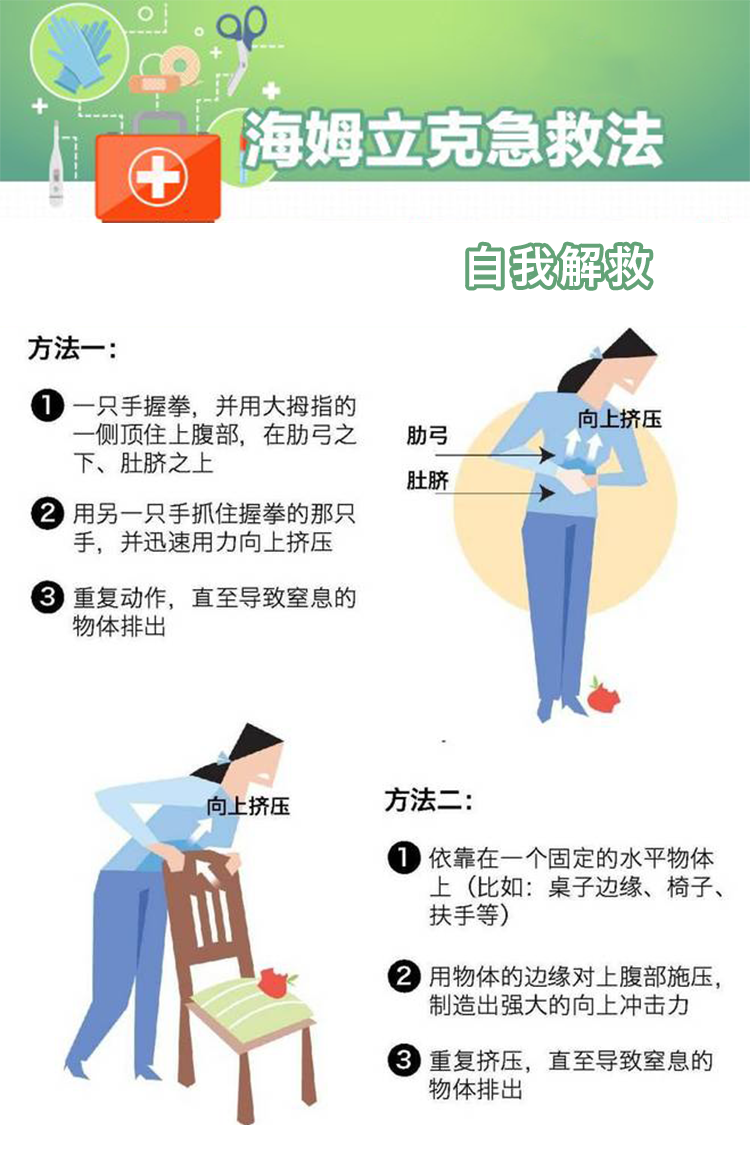 海姆立克急救法
自我解救
方法一：
1 一只手握拳，并用大拇指的
一侧顶住上腹部，在肋弓之
下、肚脐之上
2 用另一只手抓住握拳的那只
手，并迅速用力向上挤压
3 重复动作，直至导致窒息的
物体排出
向上挤压
肋弓
肚脐
向上挤压
方法二：
1 依靠在一个固定的水平物体
上（比如：桌子边缘、椅子、
扶手等）
2 用物体的边缘对上腹部施压，
制造出强大的向上冲击力
3 重复挤压，直至导致窒息的
物体排出